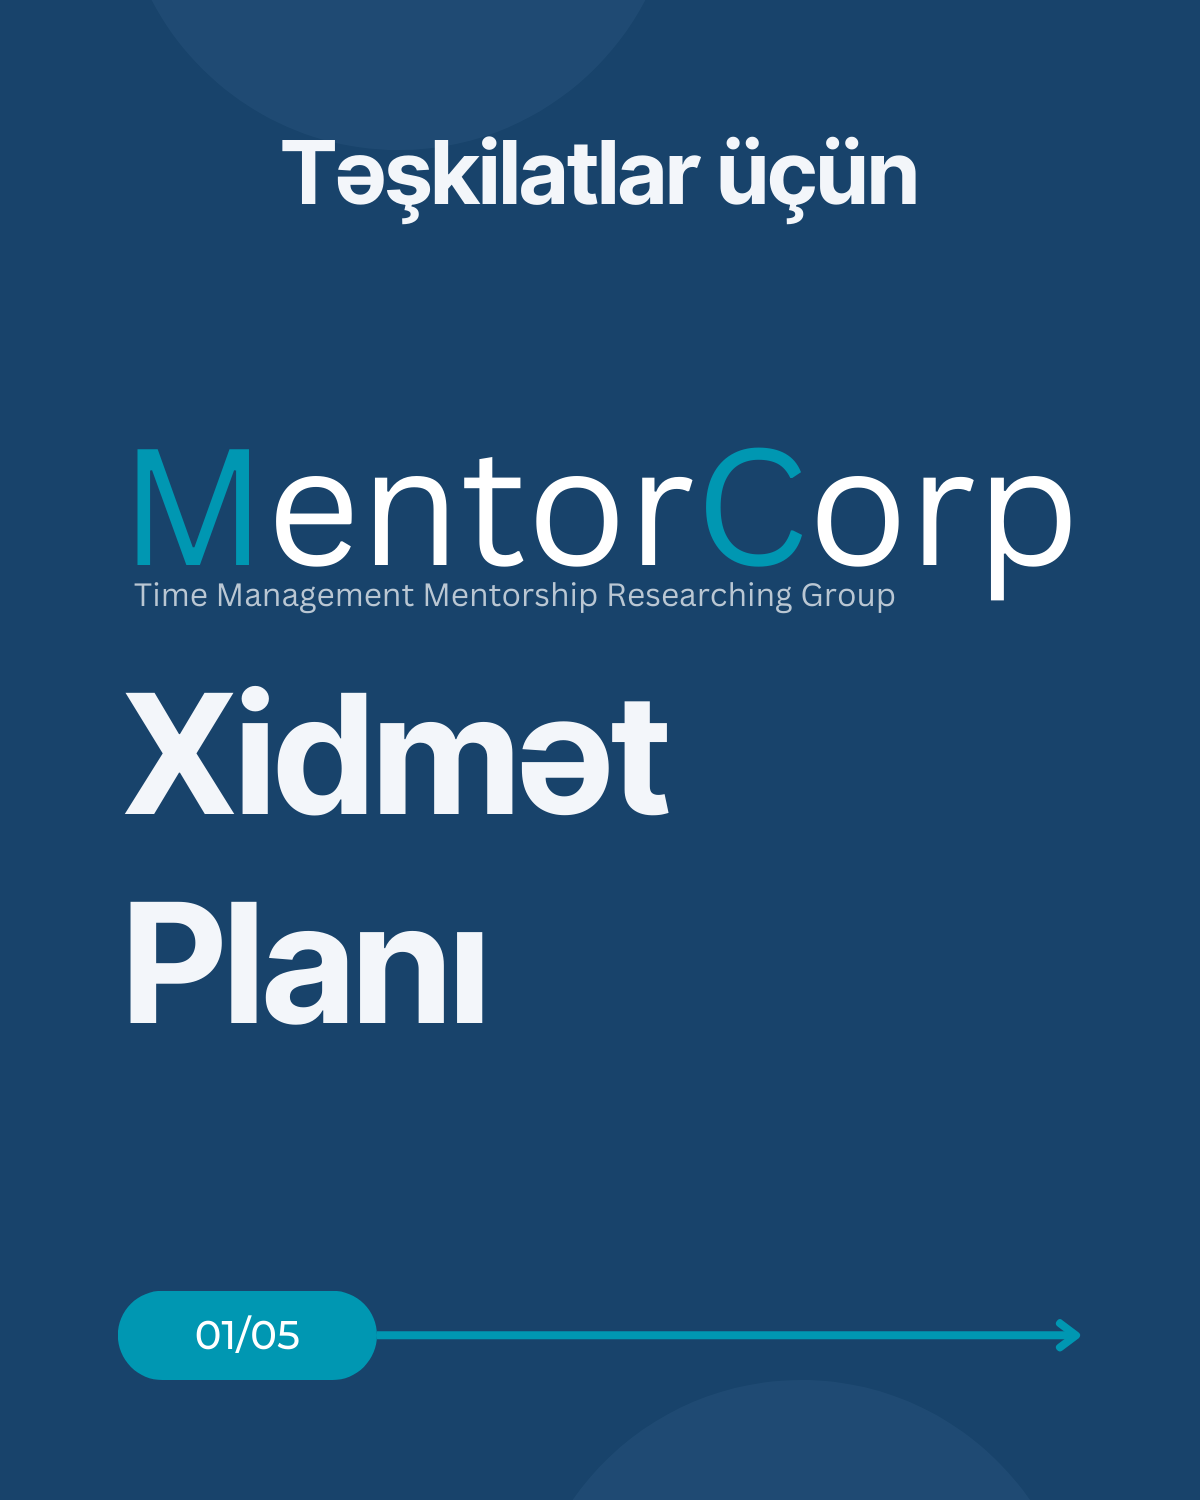 Təşkilatlar üçün
MentorCorp
Time Management Mentorship Researching Group
Xidmət
Planı
01/05